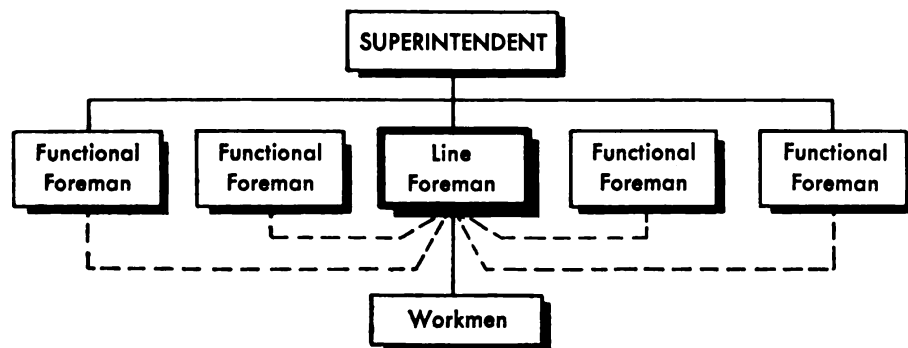 SUPERINTENDENT
Functional
Foreman
Functional
Foreman
Line
Foreman
Functional
Foreman
Functional
Foreman
Workmen